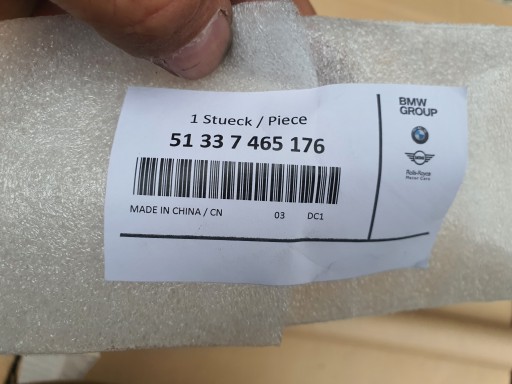 1 Stueck / Piece
51 33 7 465 176
MADE IN CHINA / CN 03 DC1
BMW
GROUP
Rolls-Royce
Motor Cars